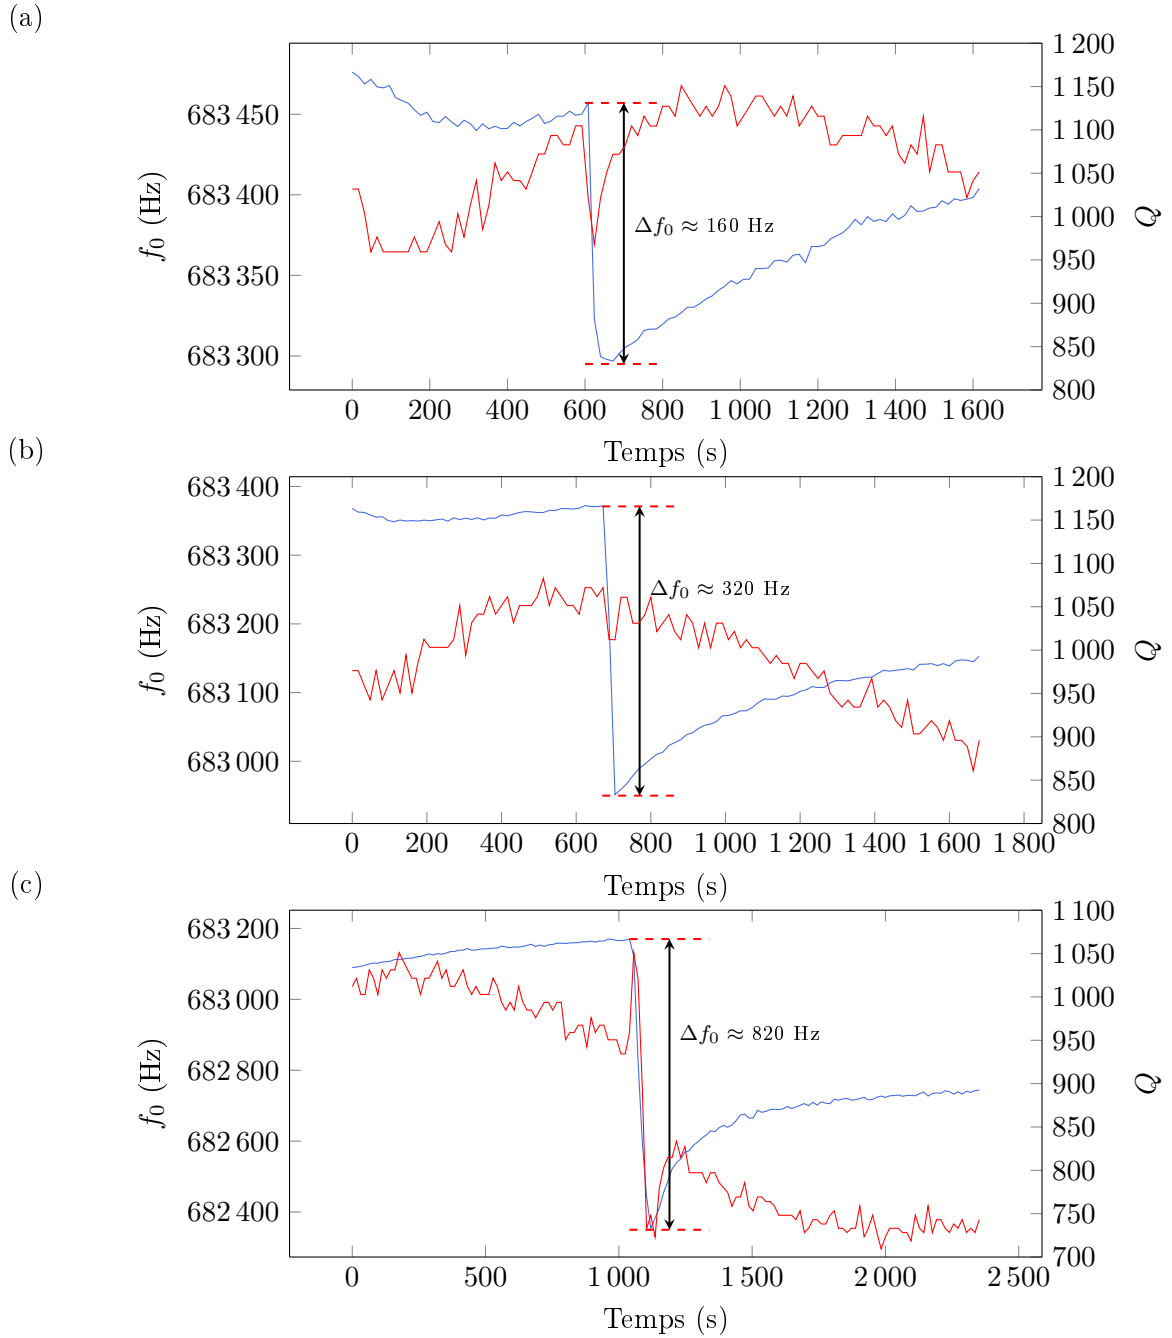 (a)
683 450
683 400
683 350
683 300
f₀ (Hz)
1 200
1 150
1 100
1 050
1 000
950
900
850
800
Q
Δf₀ ≈ 160 Hz
0 200 400 600 800 1 000 1 200 1 400 1 600
Temps (s)
(b)
683 400
683 300
683 200
683 100
683 000
f₀ (Hz)
1 200
1 150
1 100
1 050
1 000
950
900
850
800
Q
Δf₀ ≈ 320 Hz
0 200 400 600 800 1 000 1 200 1 400 1 600 1 800
Temps (s)
(c)
683 200
683 000
682 800
682 600
682 400
f₀ (Hz)
1 100
1 050
1 000
950
900
850
800
750
700
Q
Δf₀ ≈ 820 Hz
0 500 1 000 1 500 2 000 2 500
Temps (s)